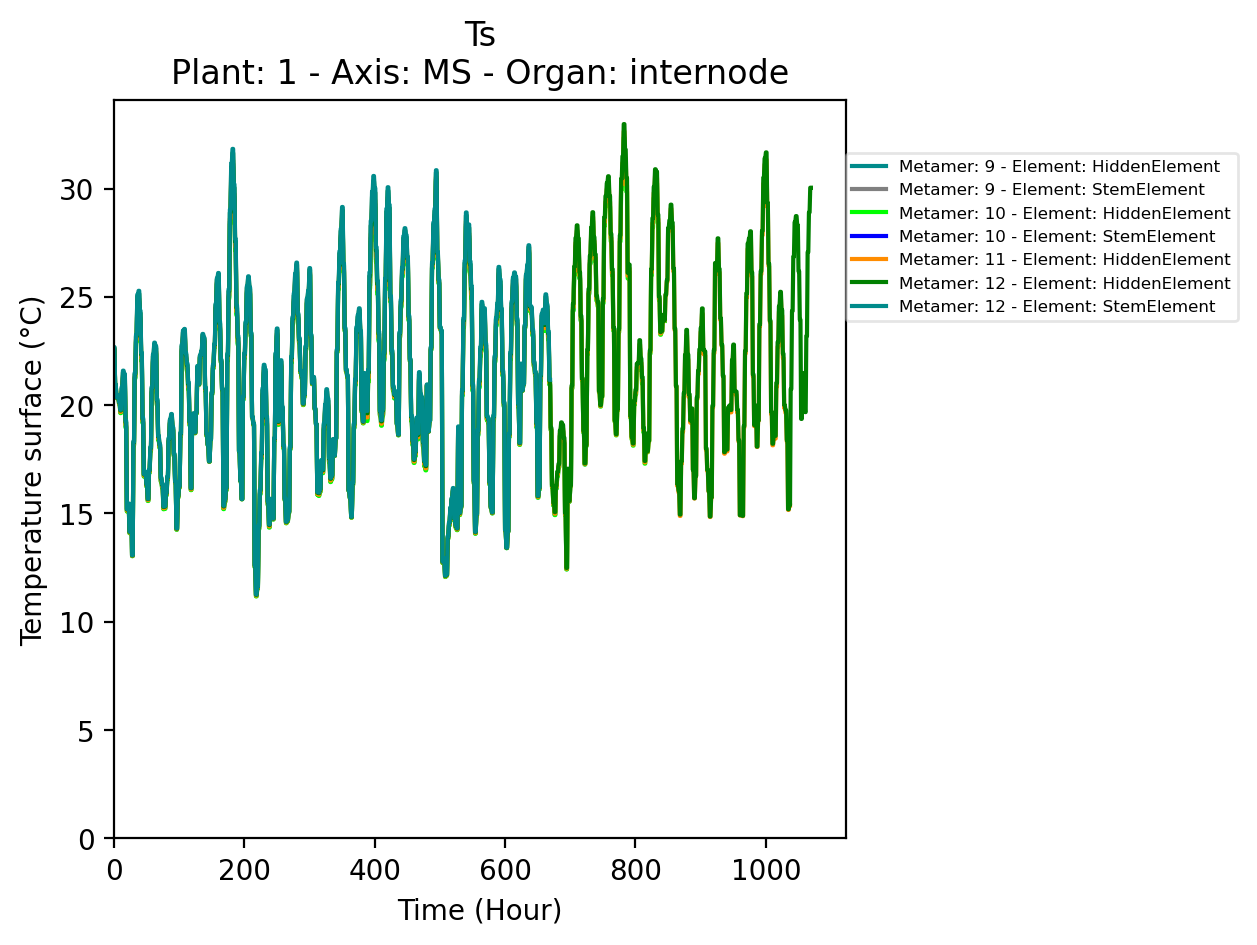 Ts
Plant: 1 - Axis: MS - Organ: internode
Temperature surface (°C)
30
25
20
15
10
5
0
0 200 400 600 800 1000
Time (Hour)
Metamer: 9 - Element: HiddenElement
Metamer: 9 - Element: StemElement
Metamer: 10 - Element: HiddenElement
Metamer: 10 - Element: StemElement
Metamer: 11 - Element: HiddenElement
Metamer: 12 - Element: HiddenElement
Metamer: 12 - Element: StemElement